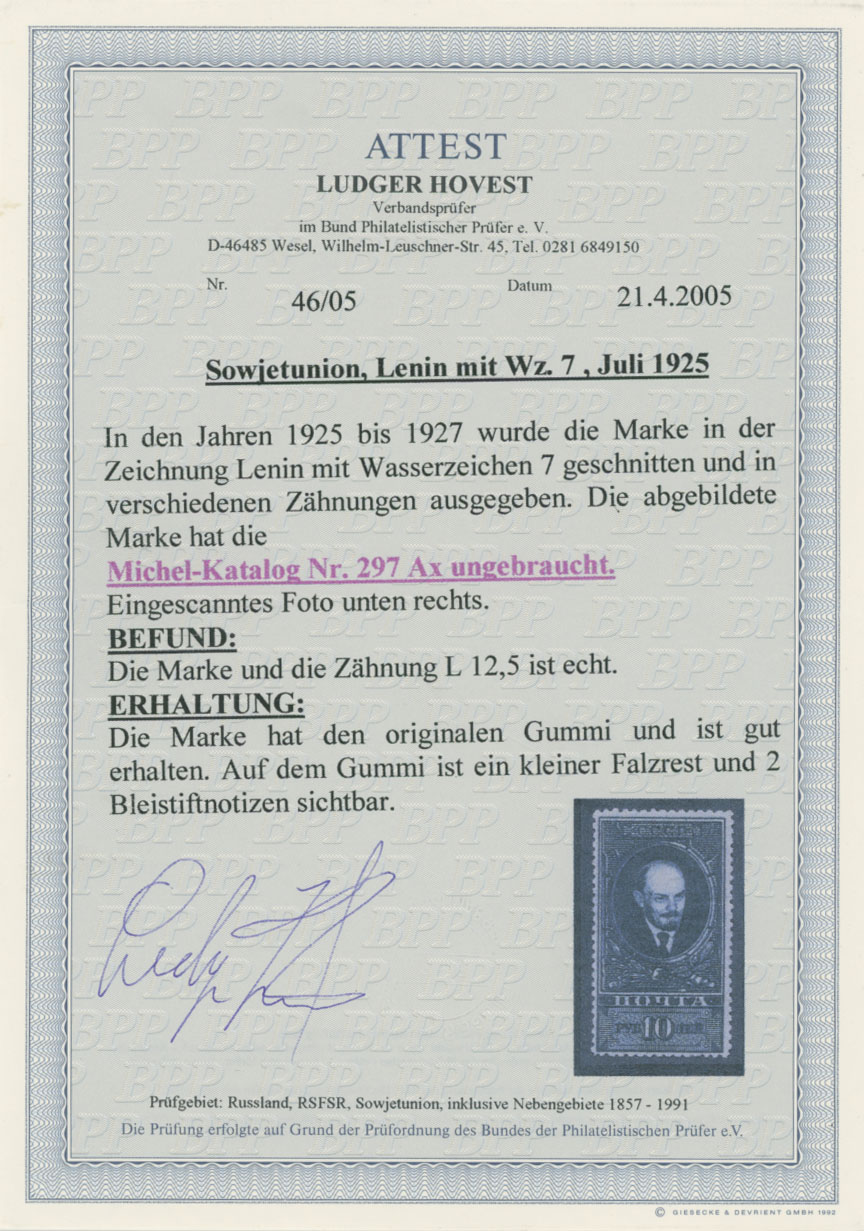 ATTEST
LUDGER HOVEST
Verbandsprüfer
im Bund Philatelistischer Prüfer e. V.
D-46485 Wesel, Wilhelm-Leuschner-Str. 45, Tel. 0281 6849150
Nr. 46/05 Datum 21.4.2005
Sowjetunion, Lenin mit Wz. 7 , Juli 1925
In den Jahren 1925 bis 1927 wurde die Marke in der
Zeichnung Lenin mit Wasserzeichen 7 geschnitten und in
verschiedenen Zähnungen ausgegeben. Die abgebildete
Marke hat die
Michel-Katalog Nr. 297 Ax ungebraucht.
Eingescanntes Foto unten rechts.
BEFUND:
Die Marke und die Zähnung L 12,5 ist echt.
ERHALTUNG:
Die Marke hat den originalen Gummi und ist gut
erhalten. Auf dem Gummi ist ein kleiner Falzrest und 2
Bleistiftnotizen sichtbar.
ПОЧТА
10
Prüfgebiet: Russland, RSFSR, Sowjetunion, inklusive Nebengebiete 1857 - 1991
Die Prüfung erfolgte auf Grund der Prüfordnung des Bundes der Philatelistischen Prüfer e.V.
© GIESECKE & DEVRIENT GMBH 1992